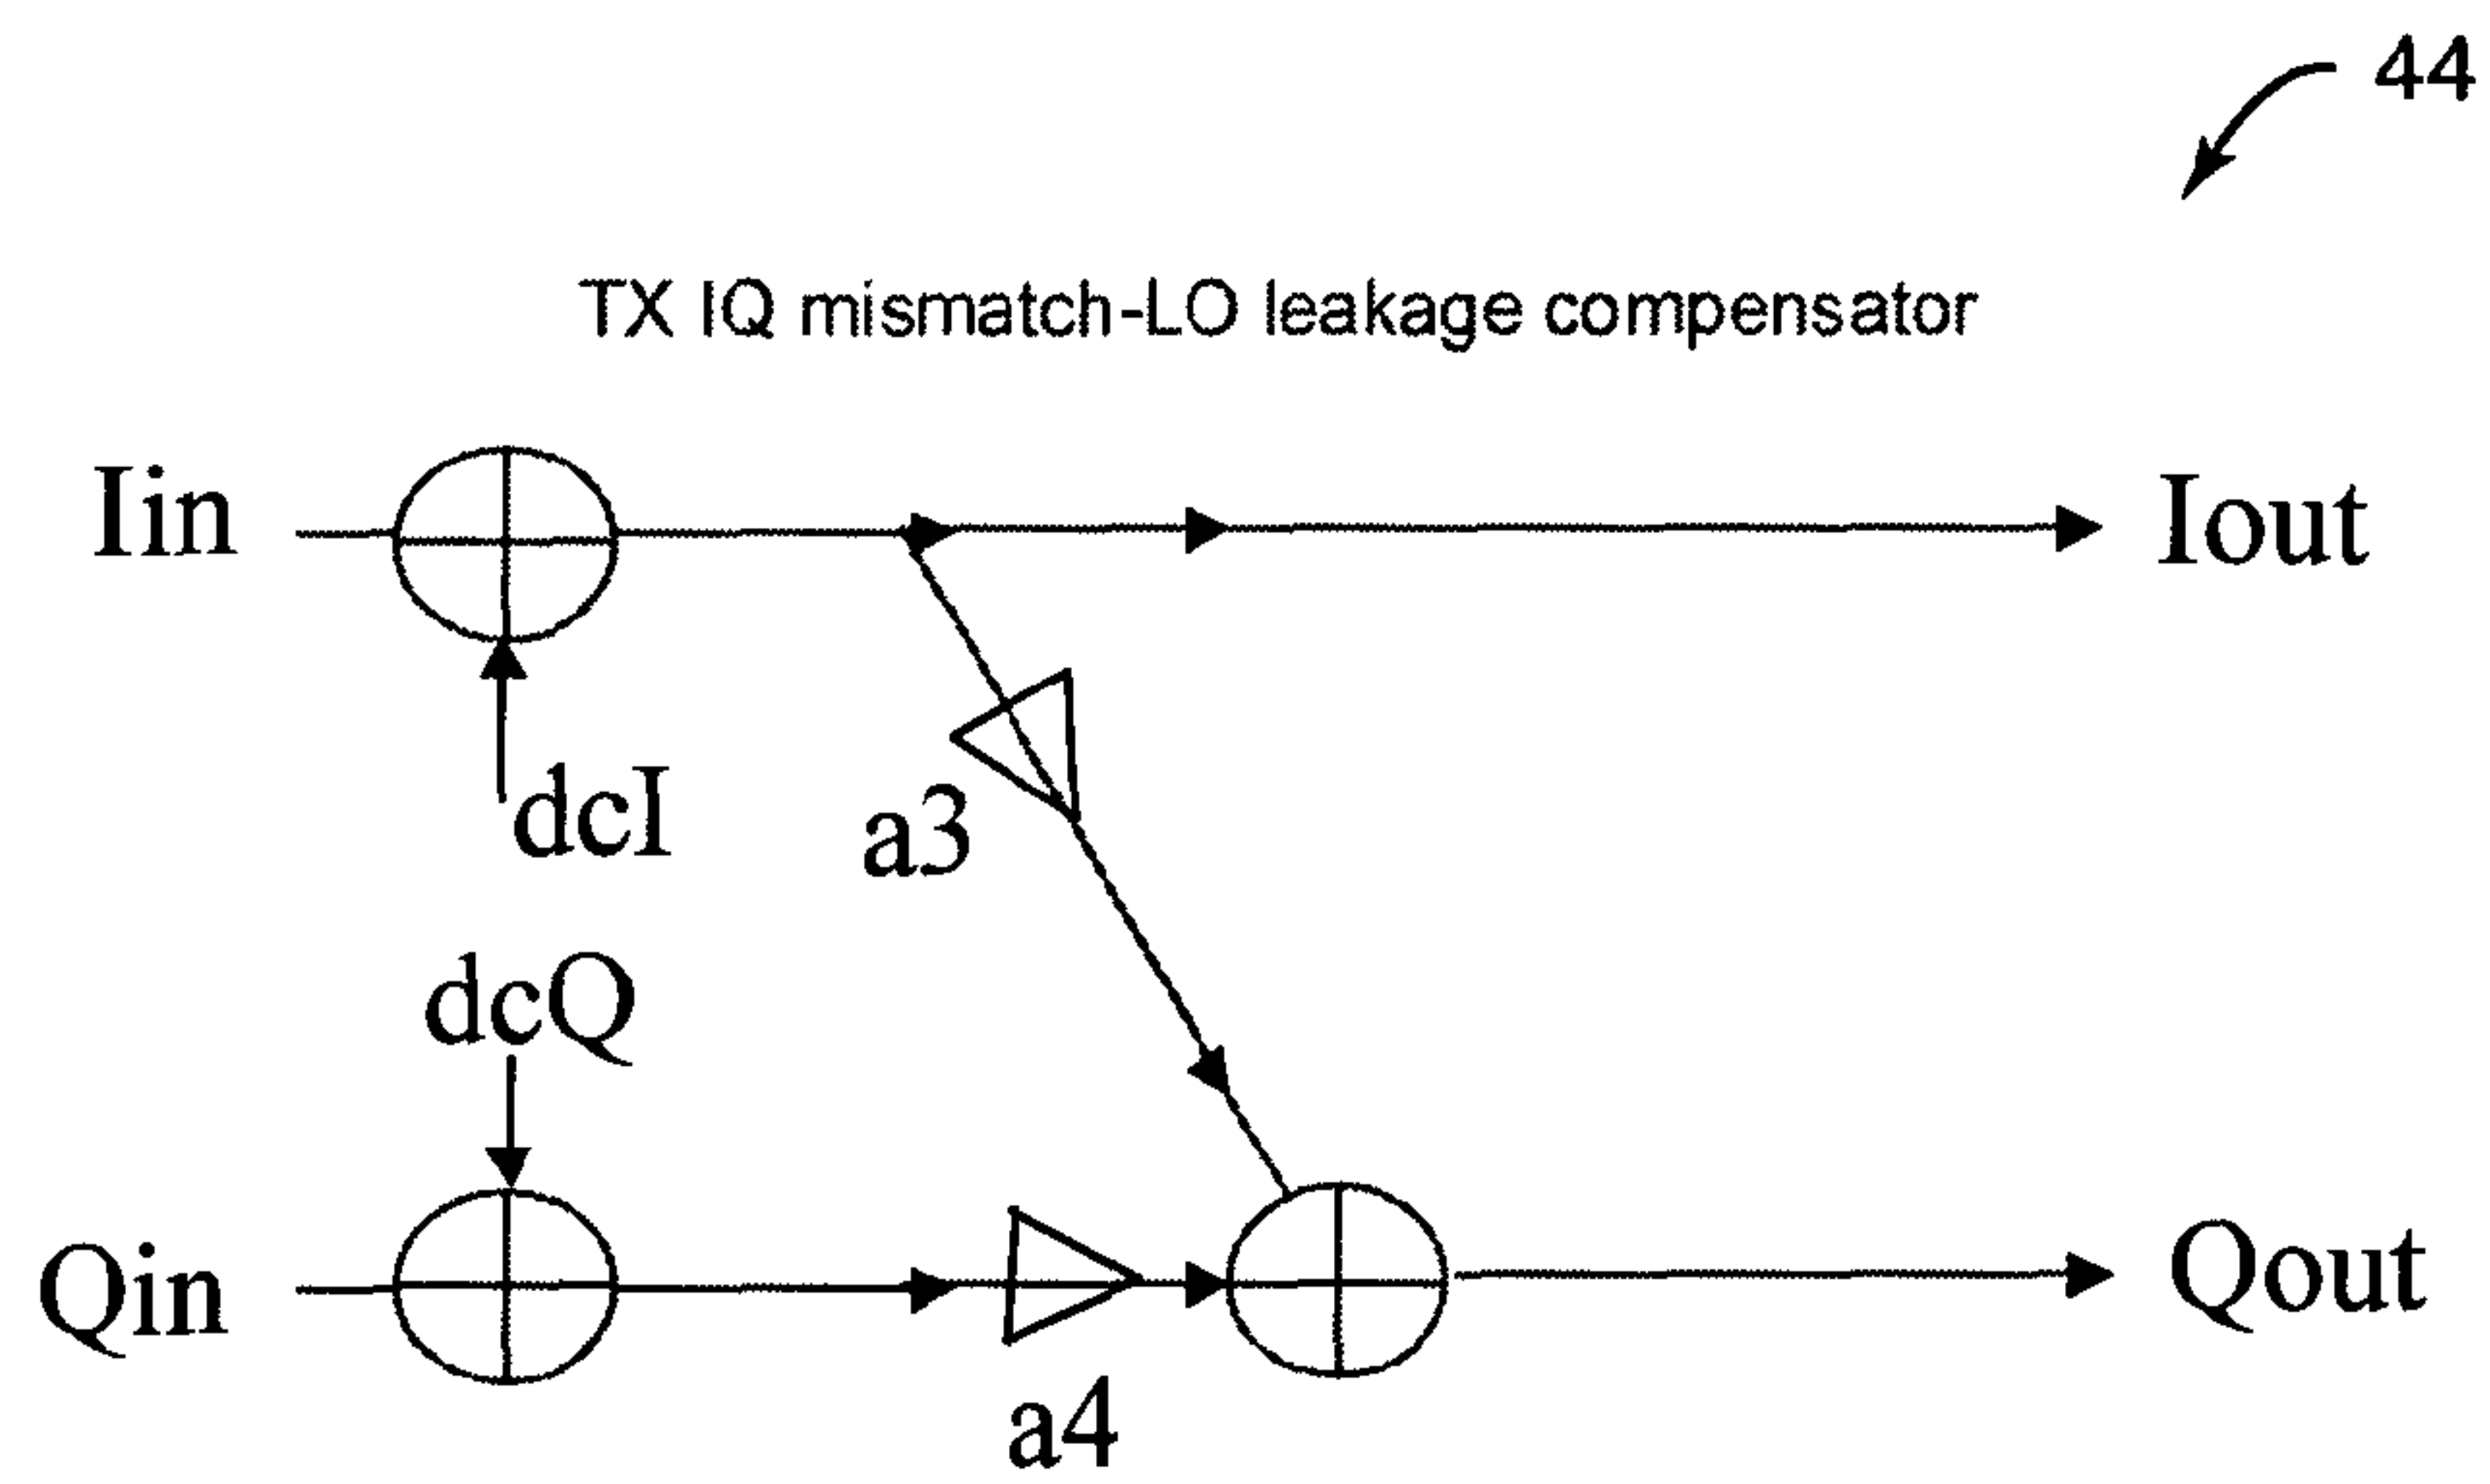 44
TX IQ mismatch-LO leakage compensator
Iin
Iout
dcI
a3
dcQ
Qin
Qout
a4